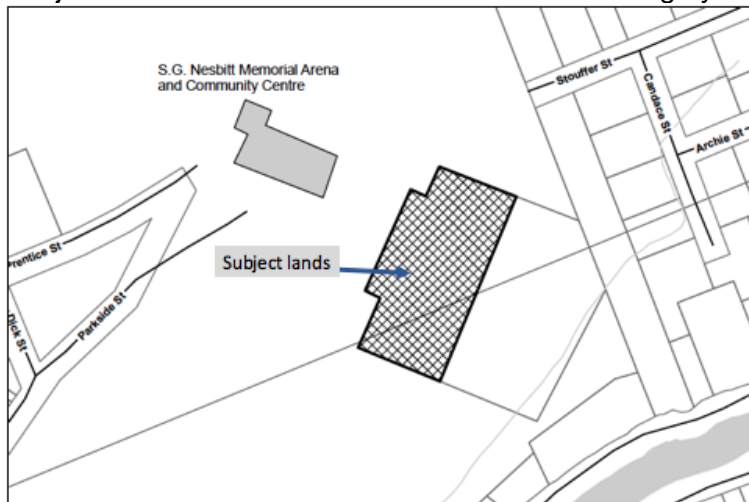 S.G. Nesbitt Memorial Arena
and Community Centre
Stouffer St
Candace St
Archie St
Prentice St
Subject lands
Dick St
Parkside St